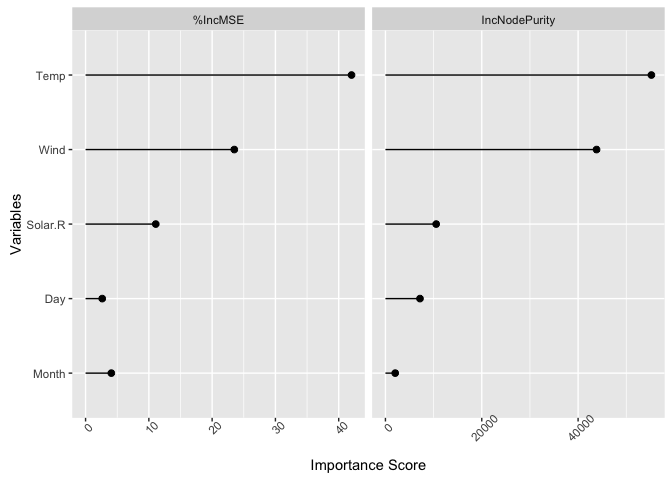 %IncMSE
IncNodePurity
Temp
Wind
Solar.R
Day
Month
Variables
0
10
20
30
40
0
20000
40000
Importance Score